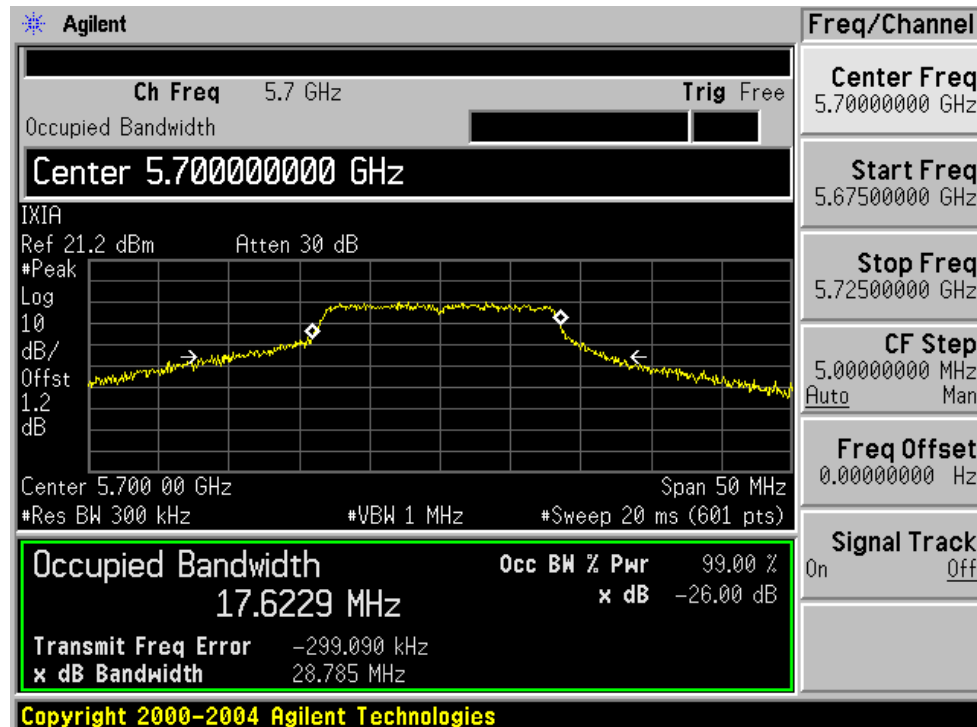 Agilent
Freq/Channel
Ch Freq 5.7 GHz Trig Free
Occupied Bandwidth
Center 5.700000000 GHz
IXIA
Ref 21.2 dBm Atten 30 dB
#Peak
Log
10
dB/
Offst
1.2
dB
Center 5.700 00 GHz Span 50 MHz
#Res BW 300 kHz #VBW 1 MHz #Sweep 20 ms (601 pts)
Occupied Bandwidth
17.6229 MHz
Occ BW % Pwr 99.00 %
x dB -26.00 dB
Transmit Freq Error -299.090 kHz
x dB Bandwidth 28.785 MHz
Copyright 2000-2004 Agilent Technologies
Center Freq
5.70000000 GHz
Start Freq
5.67500000 GHz
Stop Freq
5.72500000 GHz
CF Step
5.00000000 MHz
Auto Man
Freq Offset
0.00000000 Hz
Signal Track
On Off